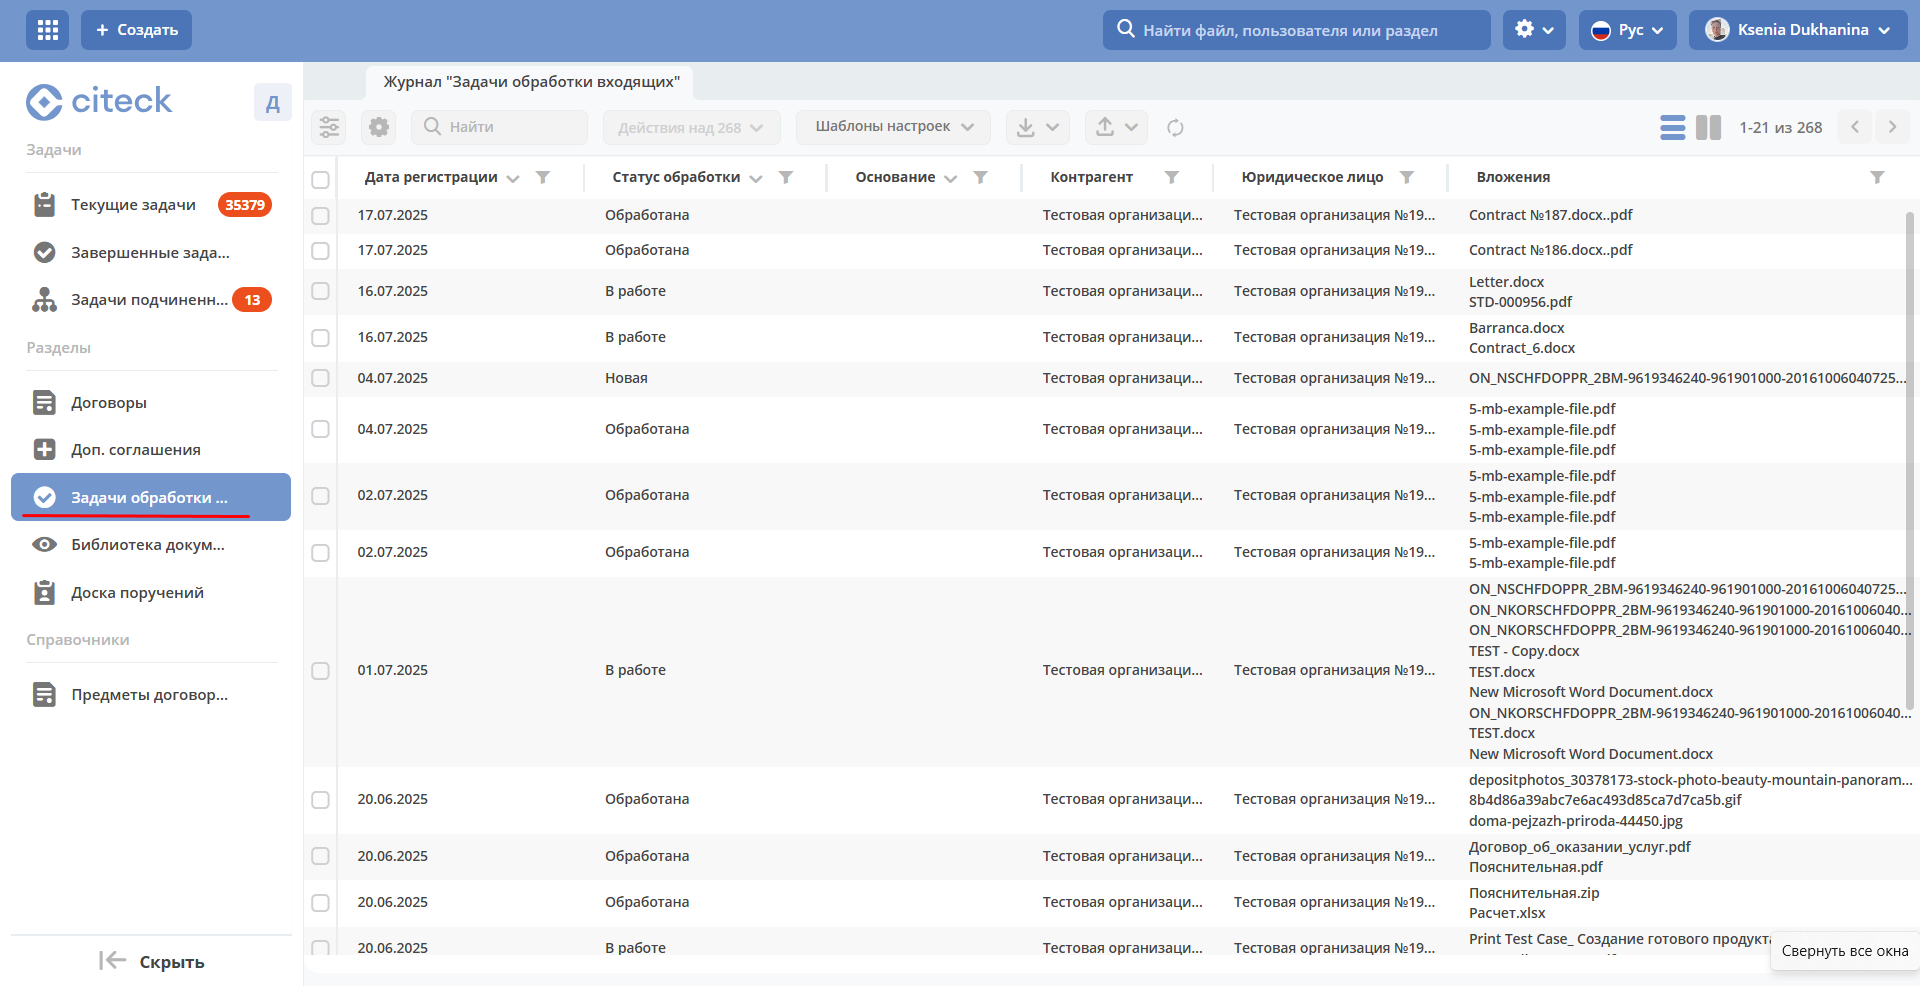 Создать
Найти файл, пользователя или раздел
Рус
Ksenia Dukhanina
citeck
Д
Задачи
Текущие задачи 35379
Завершенные зада...
Задачи подчиненн... 13
Разделы
Договоры
Доп. соглашения
Задачи обработки ...
Библиотека докум...
Доска поручений
Справочники
Предметы договор...
Скрыть
Журнал "Задачи обработки входящих"
Найти
Действия над 268
Шаблоны настроек
1-21 из 268
Дата регистрации Статус обработки Основание Контрагент Юридическое лицо Вложения
17.07.2025 Обработана Тестовая организаци... Тестовая организация №19... Contract №187.docx..pdf
17.07.2025 Обработана Тестовая организаци... Тестовая организация №19... Contract №186.docx..pdf
16.07.2025 В работе Тестовая организаци... Тестовая организация №19... Letter.docx
STD-000956.pdf
16.07.2025 В работе Тестовая организаци... Тестовая организация №19... Barranca.docx
Contract_6.docx
04.07.2025 Новая Тестовая организаци... Тестовая организация №19... ON_NSCHFDOPPR_2BM-9619346240-961901000-20161006040725...
04.07.2025 Обработана Тестовая организаци... Тестовая организация №19... 5-mb-example-file.pdf
5-mb-example-file.pdf
5-mb-example-file.pdf
02.07.2025 Обработана Тестовая организаци... Тестовая организация №19... 5-mb-example-file.pdf
5-mb-example-file.pdf
5-mb-example-file.pdf
02.07.2025 Обработана Тестовая организаци... Тестовая организация №19... 5-mb-example-file.pdf
5-mb-example-file.pdf
01.07.2025 В работе Тестовая организаци... Тестовая организация №19... ON_NSCHFDOPPR_2BM-9619346240-961901000-20161006040725...
ON_NKORSCHFDOPPR_2BM-9619346240-961901000-20161006040...
ON_NKORSCHFDOPPR_2BM-9619346240-961901000-20161006040...
TEST - Copy.docx
TEST.docx
New Microsoft Word Document.docx
ON_NKORSCHFDOPPR_2BM-9619346240-961901000-20161006040...
TEST.docx
New Microsoft Word Document.docx
20.06.2025 Обработана Тестовая организаци... Тестовая организация №19... depositphotos_30378173-stock-photo-beauty-mountain-panoram...
8b4d86a39abc7e6ac493d85ca7d7ca5b.gif
doma-pejzazh-priroda-44450.jpg
20.06.2025 Обработана Тестовая организаци... Тестовая организация №19... Договор_об_оказании_услуг.pdf
Пояснительная.pdf
20.06.2025 Обработана Тестовая организаци... Тестовая организация №19... Пояснительная.zip
Расчет.xlsx
20.06.2025 В работе Тестовая организаци... Тестовая организация №19... Print Test Case_ Создание готового продукта
Свернуть все окна